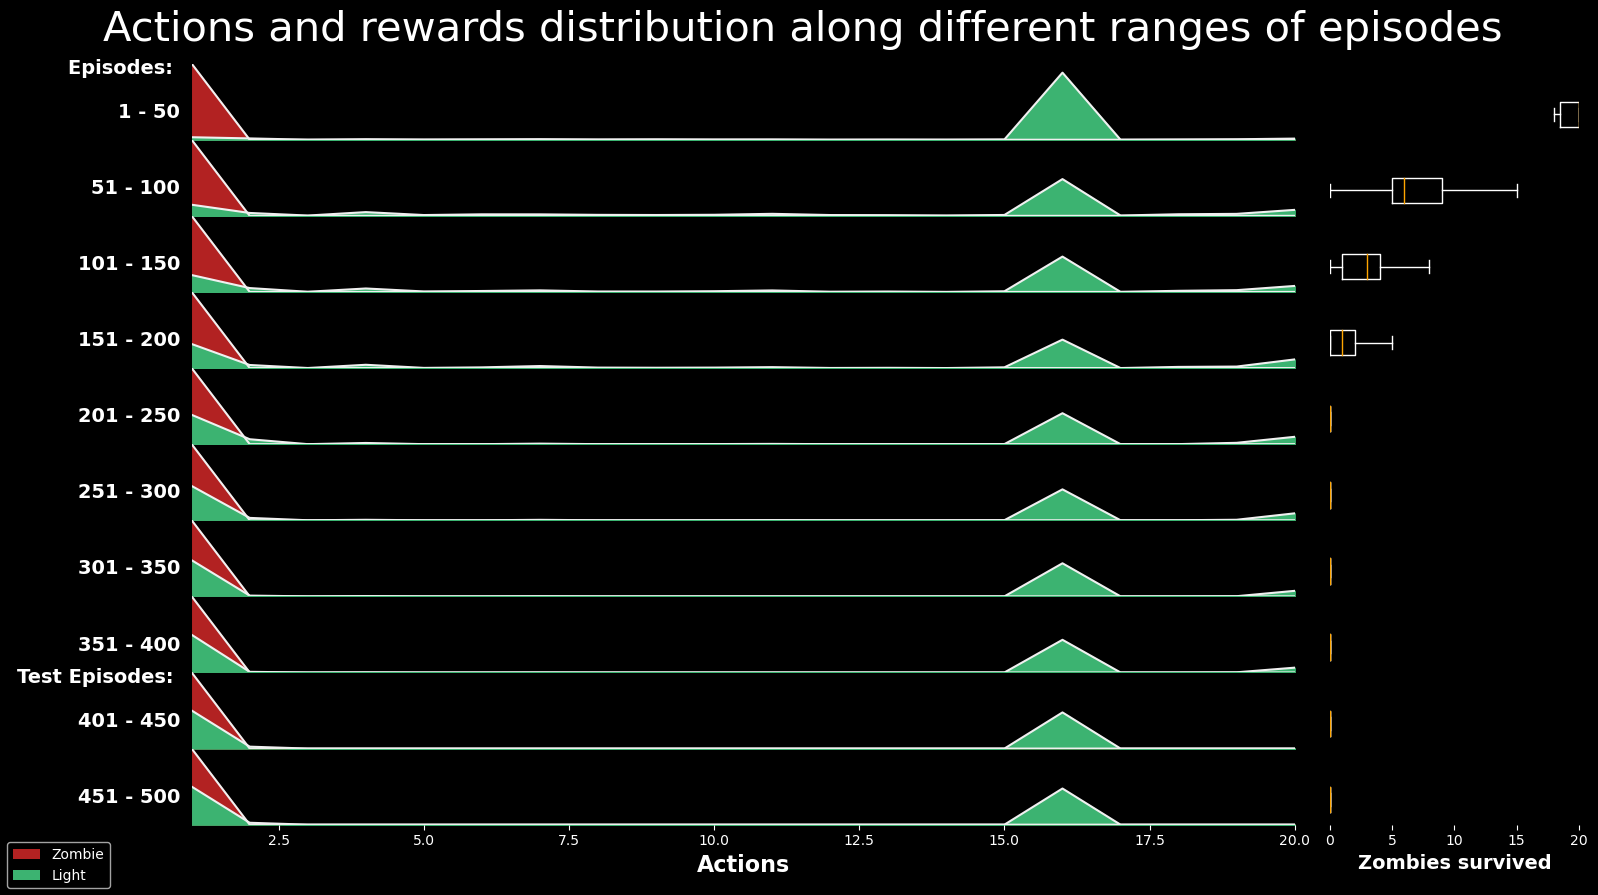 Actions and rewards distribution along different ranges of episodes
Episodes:
1 - 50
51 - 100
101 - 150
151 - 200
201 - 250
251 - 300
301 - 350
351 - 400
Test Episodes:
401 - 450
451 - 500
2.5 5.0 7.5 10.0 12.5 15.0 17.5 20.0 0 5 10 15 20
Actions
Zombies survived
Zombie
Light